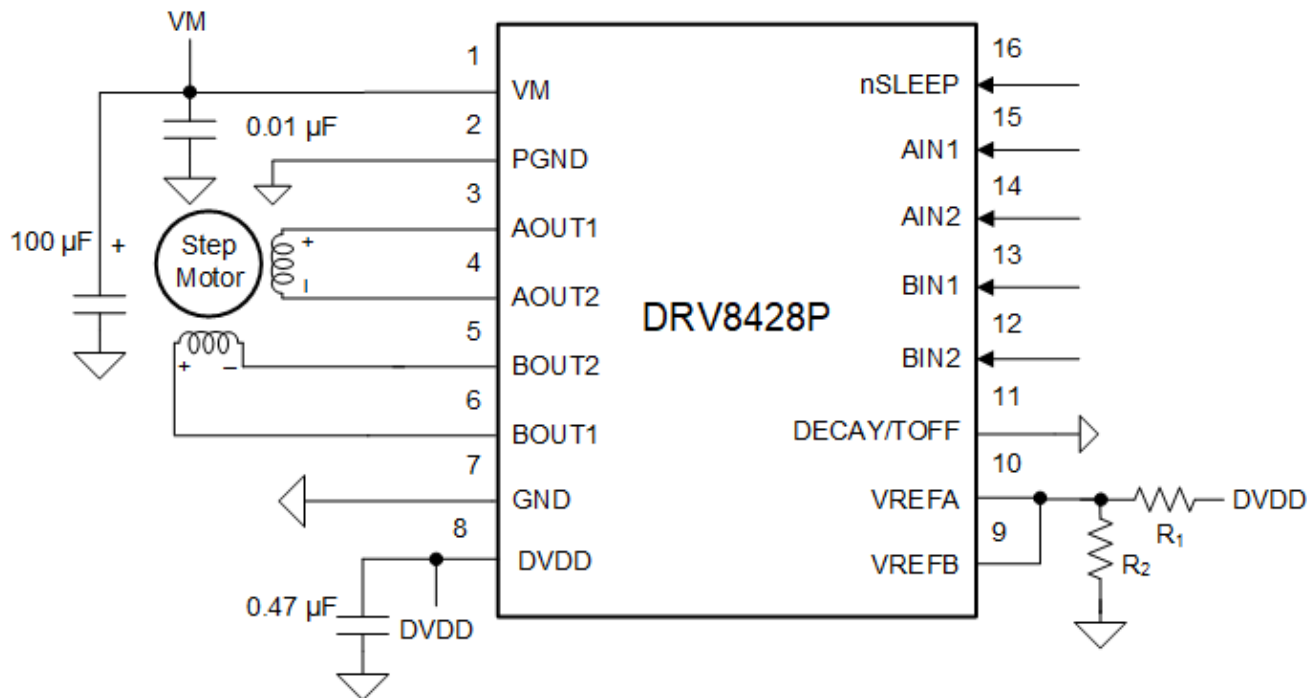 VM
1
16
VM
nSLEEP
0.01 µF
2
15
PGND
AIN1
3
14
AOUT1
AIN2
100 µF
+
Step
Motor
+
–
4
13
AOUT2
BIN1
DRV8428P
5
12
BOUT2
BIN2
+
–
6
11
BOUT1
DECAY/TOFF
7
10
GND
VREFA
DVDD
R1
8
9
DVDD
VREFB
R2
0.47 µF
DVDD